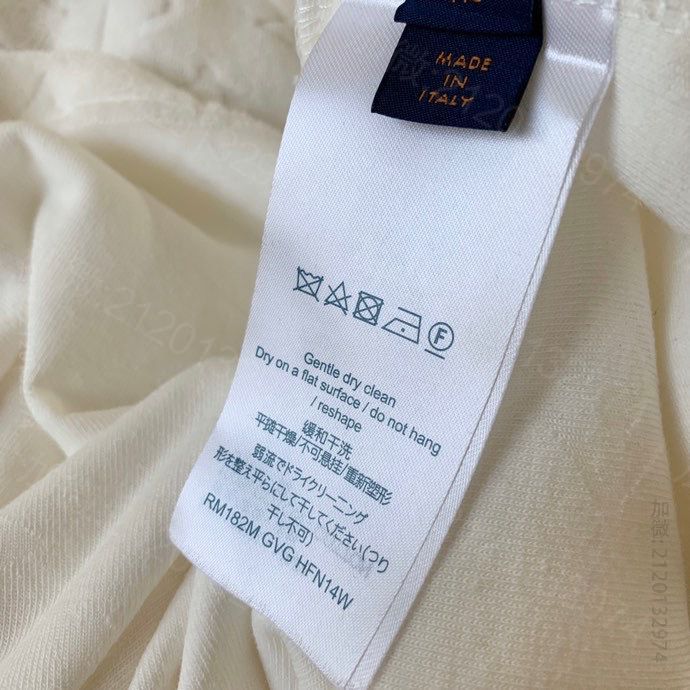 MADE
IN
ITALY
F
Gentle dry clean
Dry on a flat surface / do not hang
/ reshape
缓和干洗
平摊干燥/不可悬挂/重新塑形
弱流でドライクリーニング
形を整え平らにして干してください(つり
干し不可)
RM182M GVG HFN14W